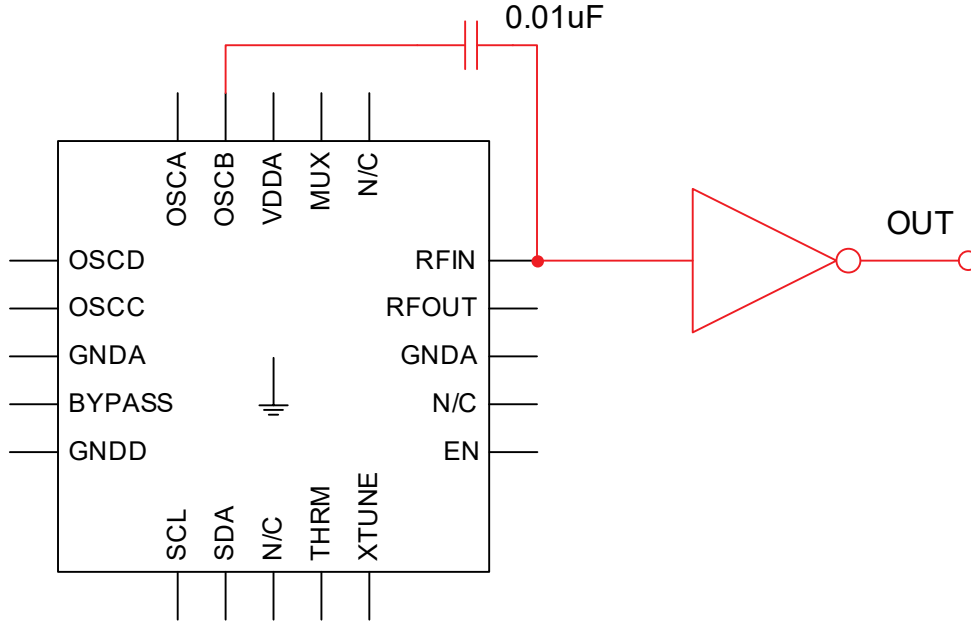 0.01uF
OSCA
OSCB
VDDA
MUX
N/C
OUT
OSCD
RFIN
OSCC
RFOUT
GNDA
GNDA
BYPASS
N/C
GNDD
EN
SCL
SDA
N/C
THRM
XTUNE